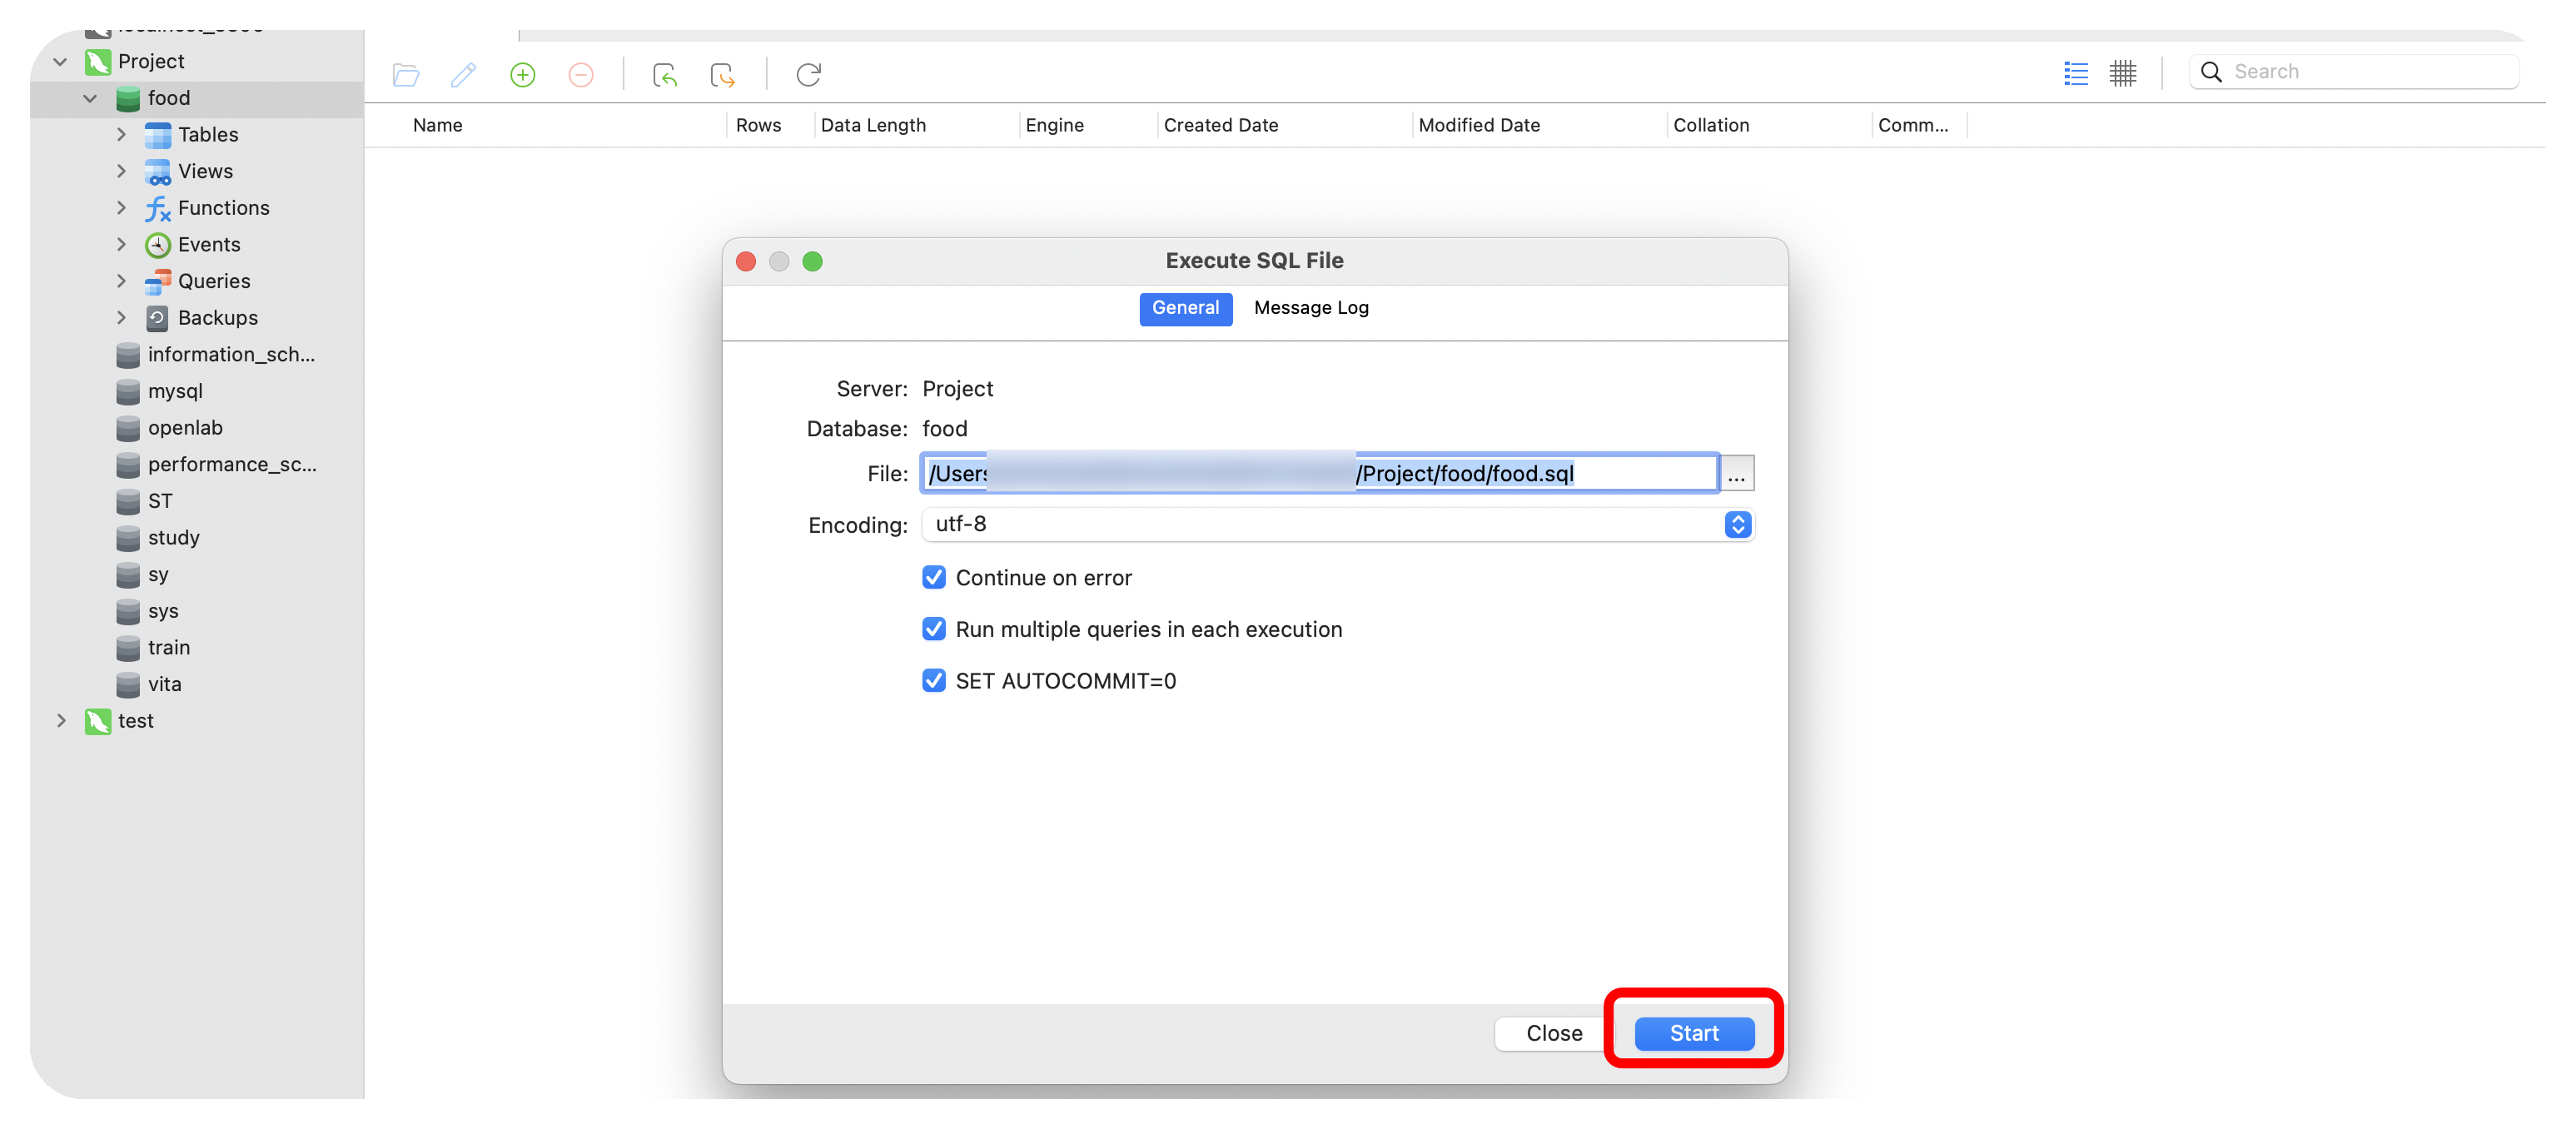 Project
food
Tables
Views
Functions
Events
Queries
Backups
information_sch...
mysql
openlab
performance_sc...
ST
study
sy
sys
train
vita
test
Search
Name Rows Data Length Engine Created Date Modified Date Collation Comm...
Execute SQL File
General Message Log
Server: Project
Database: food
File: /Users /Project/food/food.sql ...
Encoding: utf-8
Continue on error
Run multiple queries in each execution
SET AUTOCOMMIT=0
Close Start